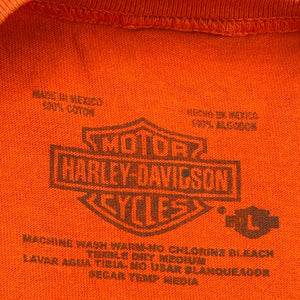 MADE IN MEXICO
100% COTON
HECHO EN MEXICO
100% ALGODON
MOTOR
HARLEY-DAVIDSON
CYCLES
L
MACHINE WASH WARM-NO CHLORINE BLEACH
TUMBLE DRY MEDIUM
LAVAR AGUA TIBIA- NO USAR BLANQUEADOR
SECAR TEMP MEDIA